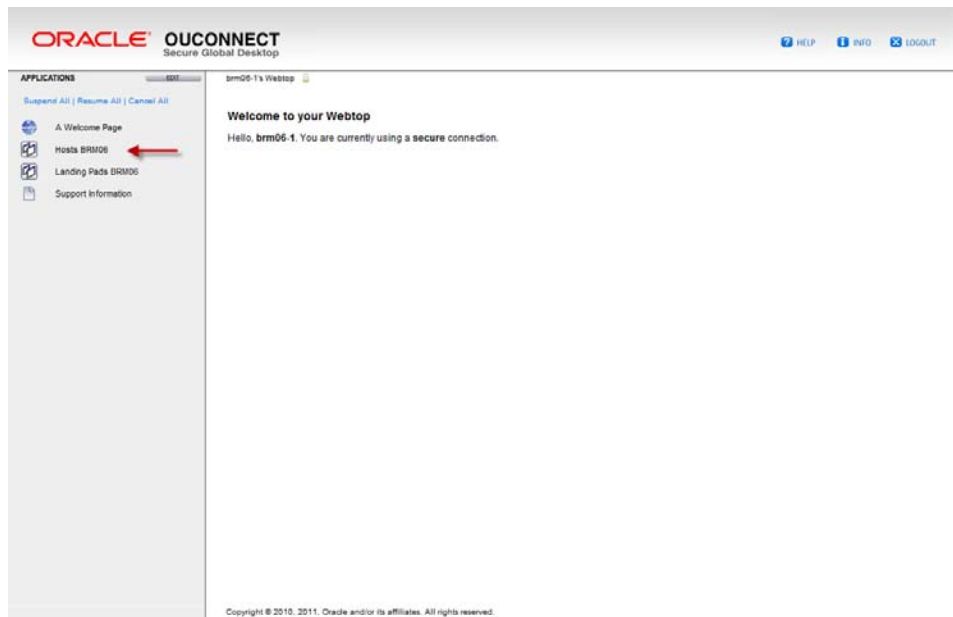 ORACLE OUCONNECT
Secure Global Desktop
HELP INFO LOGOUT
APPLICATIONS EDIT
brm06-1's Webtop
Suspend All | Resume All | Cancel All
A Welcome Page
Hosts BRM06
Landing Pads BRM06
Support Information
Welcome to your Webtop
Hello, brm06-1. You are currently using a secure connection.
Copyright © 2010, 2011, Oracle and/or its affiliates. All rights reserved.